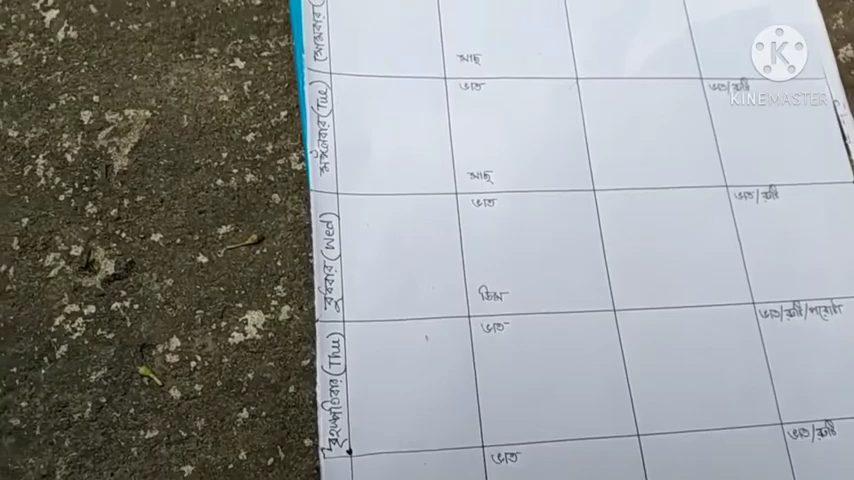 সোমবার
মাছ
ভাত/রুটি
মঙ্গলবার (Tue)
ভাত
মাছ
ভাত/রুটি
বুধবার (Wed)
ভাত
ডিম
ভাত/রুটি/পরোটা
বৃহস্পতিবার (Thu)
ভাত
ভাত/রুটি
ভাত
KINEMASTER